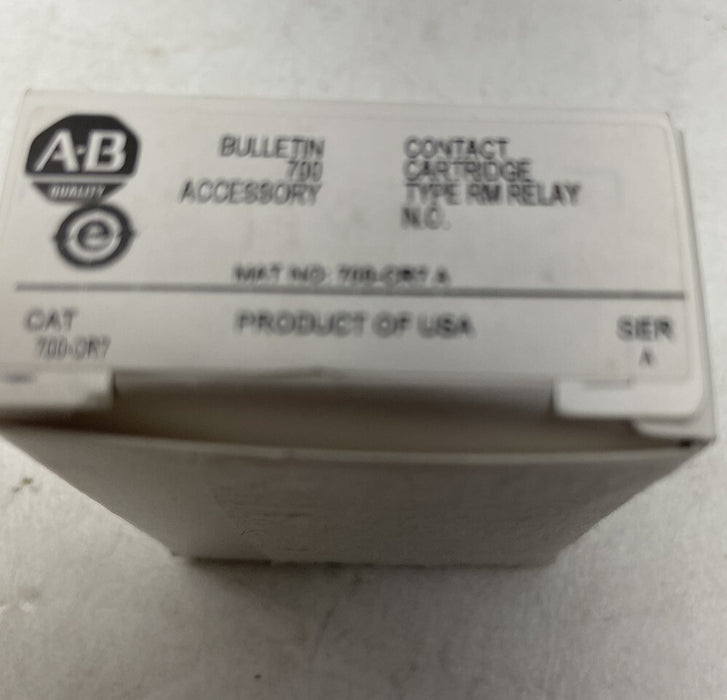 A·B
QUALITY
e
BULLETIN
700
ACCESSORY
CONTACT
CARTRIDGE
TYPE RM RELAY
N.O.
MAT NO: 700-CR7 A
CAT
700-CR7
PRODUCT OF USA
SER
A